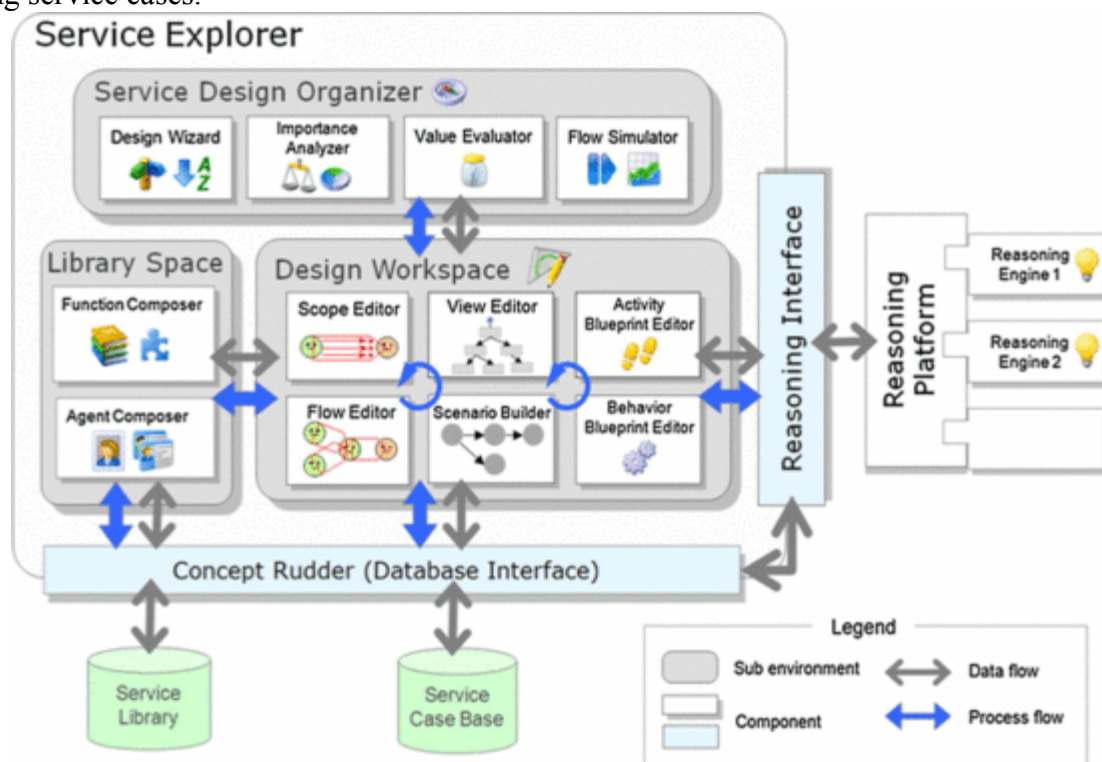 ng service cases.
Service Explorer
Service Design Organizer
Design Wizard
A
Z
Importance
Analyzer
Value Evaluator
Flow Simulator
Library Space
Function Composer
Agent Composer
Design Workspace
Scope Editor
View Editor
Activity
Blueprint Editor
Flow Editor
Scenario Builder
Behavior
Blueprint Editor
Reasoning Interface
Reasoning
Platform
Reasoning
Engine 1
Reasoning
Engine 2
Concept Rudder (Database Interface)
Service
Library
Service
Case Base
Legend
Sub environment
Data flow
Component
Process flow